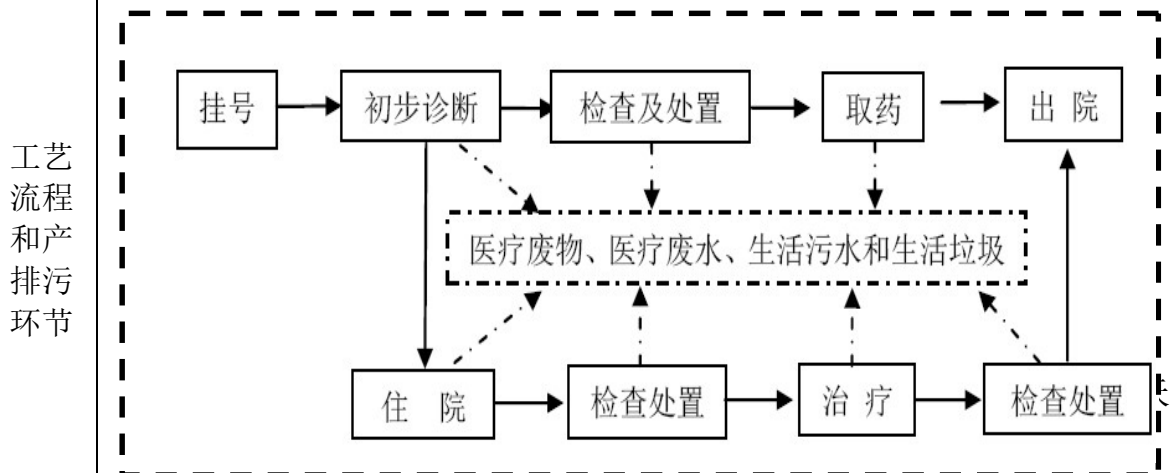 工艺
流程
和产
排污
环节
挂号
初步诊断
检查及处置
取药
出 院
医疗废物、医疗废水、生活污水和生活垃圾
住 院
检查处置
治 疗
检查处置